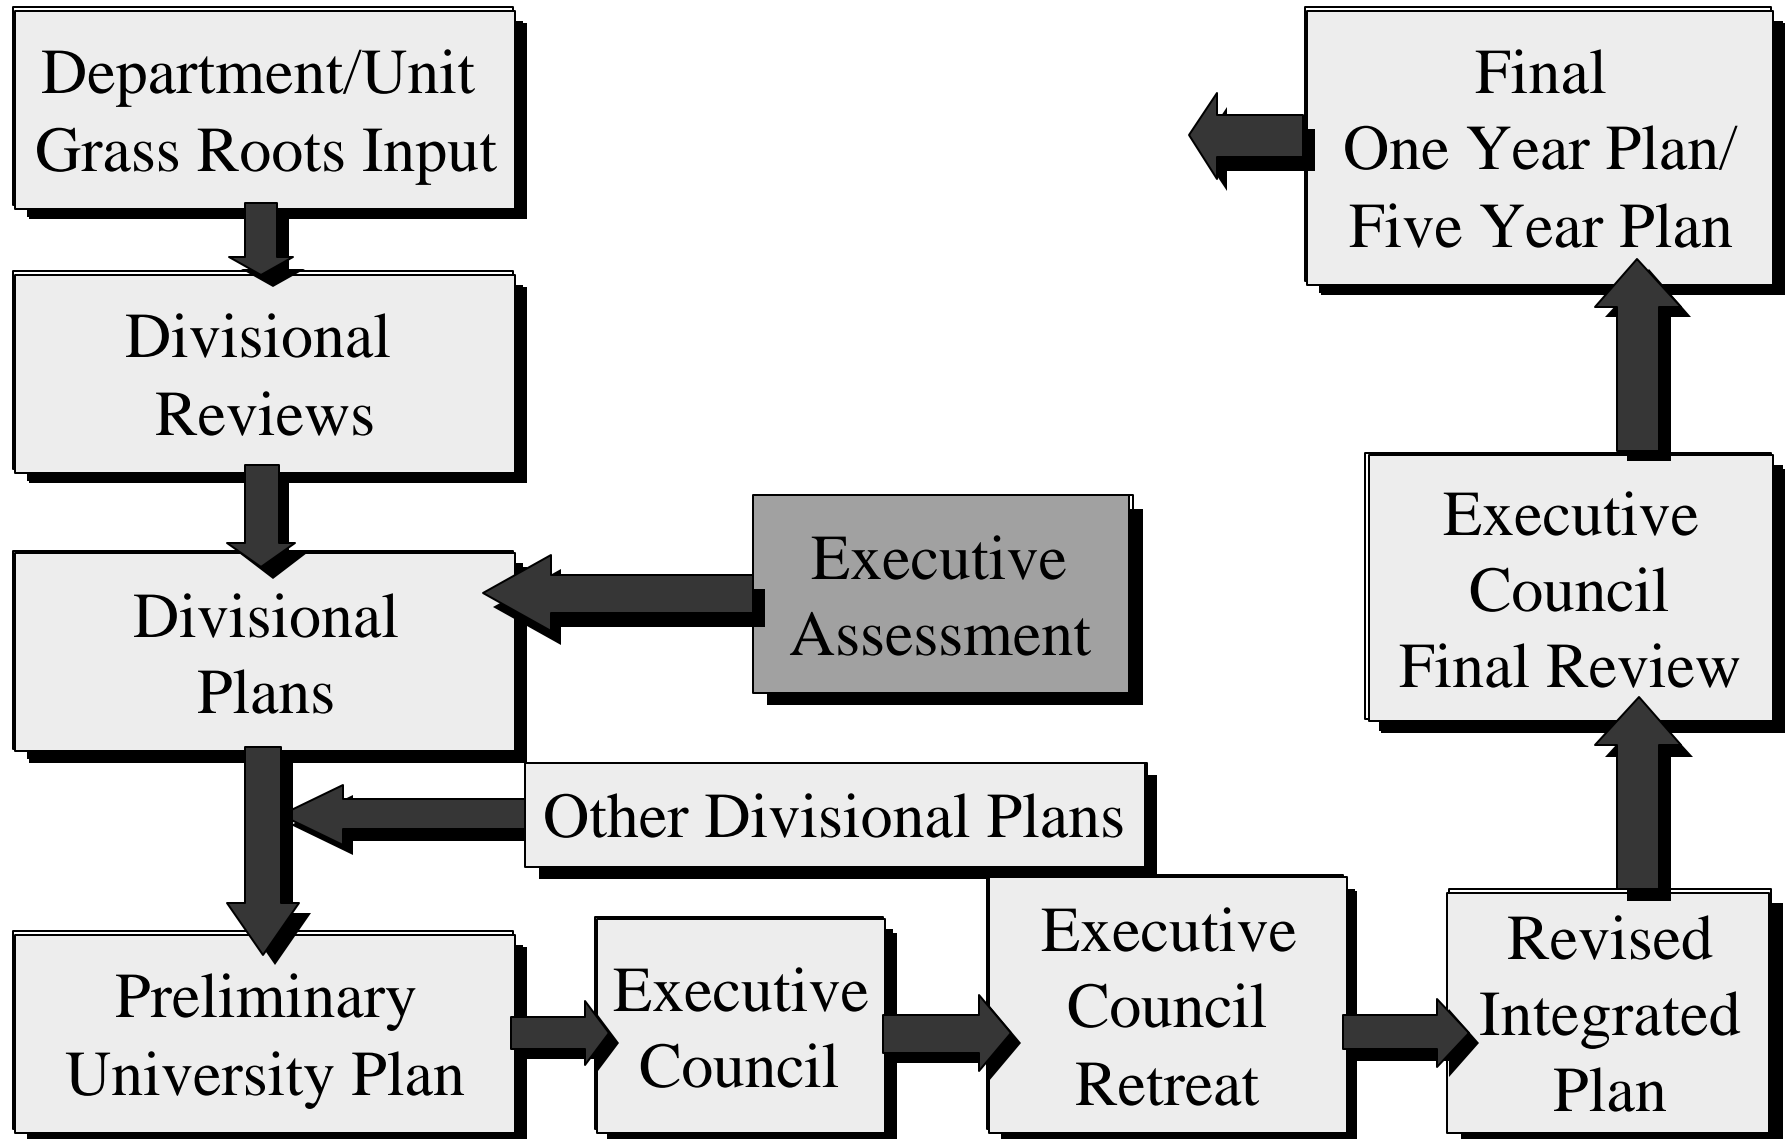 Department/Unit
Grass Roots Input
Divisional
Reviews
Divisional
Plans
Executive
Assessment
Other Divisional Plans
Preliminary
University Plan
Executive
Council
Executive
Council
Retreat
Revised
Integrated
Plan
Executive
Council
Final Review
Final
One Year Plan/
Five Year Plan